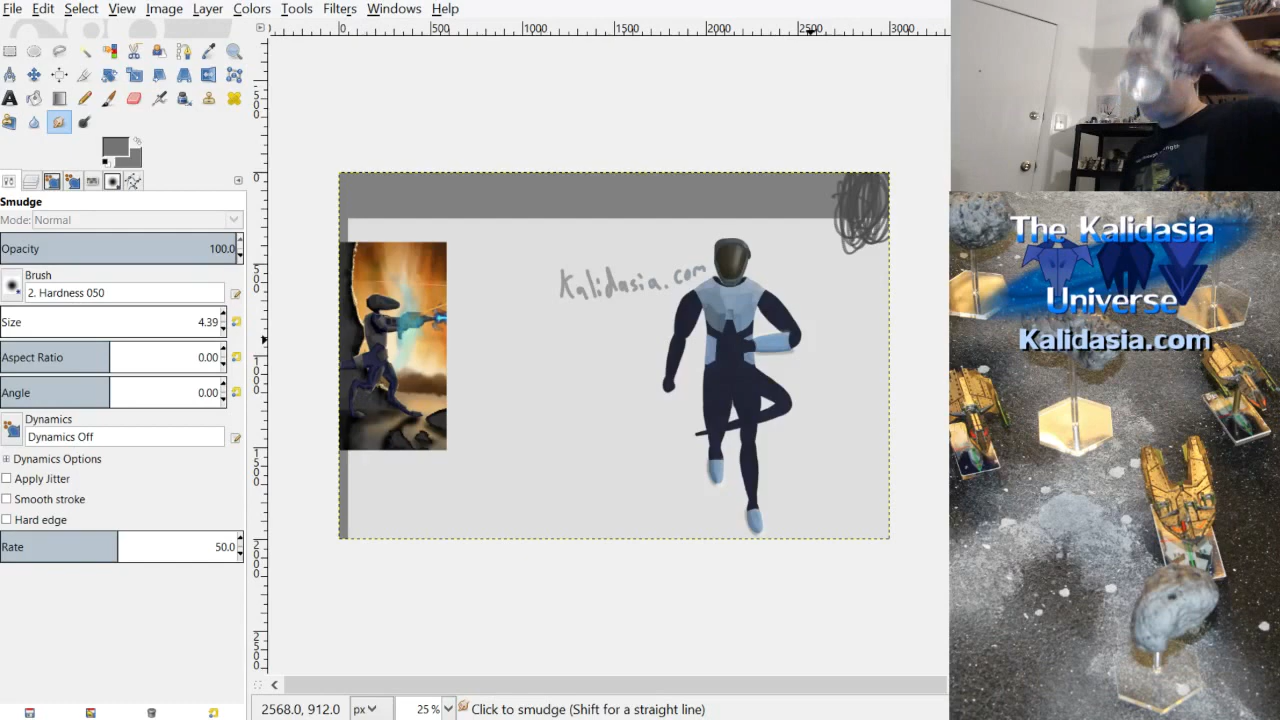 File Edit Select View Image Layer Colors Tools Filters Windows Help
0 500 1000 1500 2000 2500 3000
Smudge
Mode: Normal
Opacity 100.0
Brush
2. Hardness 050
Size 4.39
Aspect Ratio 0.00
Angle 0.00
Dynamics
Dynamics Off
Dynamics Options
Apply Jitter
Smooth stroke
Hard edge
Rate 50.0
Kalidasia.com
2568.0, 912.0 px 25 % Click to smudge (Shift for a straight line)
The Kalidasia
Universe
Kalidasia.com